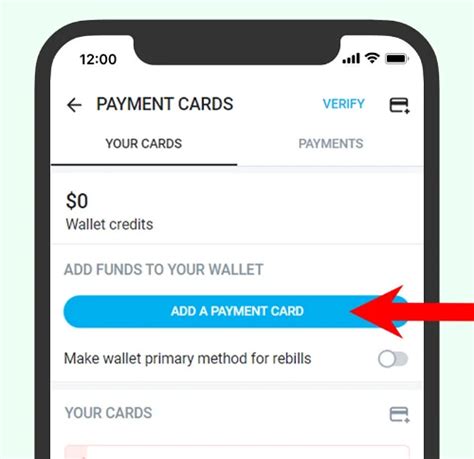 12:00
PAYMENT CARDS VERIFY
YOUR CARDS PAYMENTS
$0
Wallet credits
ADD FUNDS TO YOUR WALLET
ADD A PAYMENT CARD
Make wallet primary method for rebills
YOUR CARDS